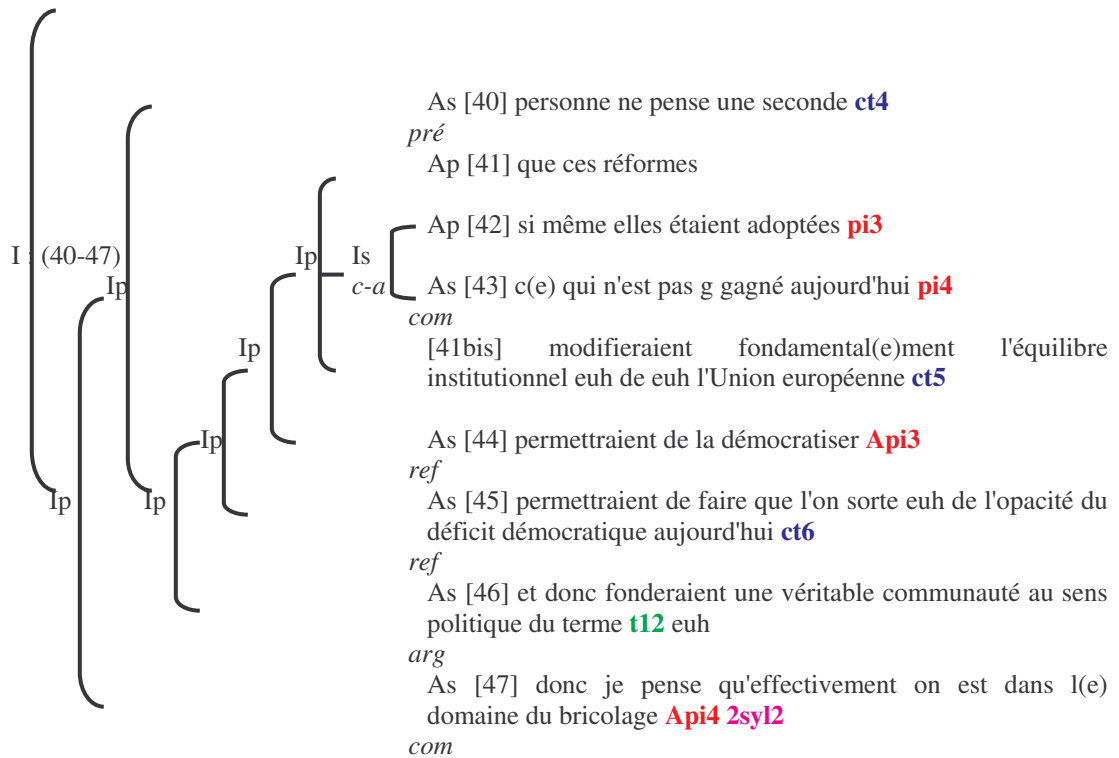 As [40] personne ne pense une seconde ct4
pré
Ap [41] que ces réformes
Ap [42] si même elles étaient adoptées pi3
I : (40-47)
Ip
Is
c-a
As [43] c(e) qui n'est pas g gagné aujourd'hui pi4
Ip
com
Ip
[41bis] modifieraient fondamental(e)ment l'équilibre
institutionnel euh de euh l'Union européenne ct5
Ip
As [44] permettraient de la démocratiser Api3
ref
Ip
Ip
As [45] permettraient de faire que l'on sorte euh de l'opacité du
déficit démocratique aujourd'hui ct6
ref
As [46] et donc fonderaient une véritable communauté au sens
politique du terme t12 euh
arg
As [47] donc je pense qu'effectivement on est dans l(e)
domaine du bricolage Api4 2syl2
com